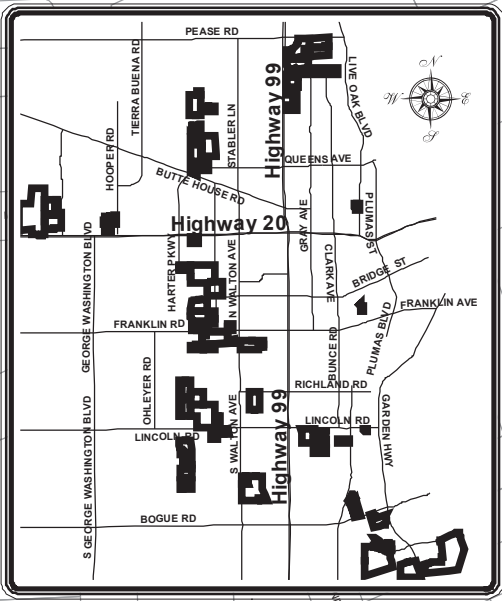 PEASE RD
TIERRA BUENA RD
STABLER LN
Highway 99
LIVE OAK BLVD
N
W
E
S
HOOPER RD
QUEENS AVE
BUTTE HOUSE RD
Highway 20
GRAY AVE
PLUMAS ST
GEORGE WASHINGTON BLVD
HARTER PKWY
N WALTON AVE
CLARK AVE
BRIDGE ST
FRANKLIN AVE
FRANKLIN RD
PLUMAS BLVD
BUNCE RD
OHLEYER RD
RICHLAND RD
S GEORGE WASHINGTON BLVD
S WALTON AVE
Highway 99
GARDEN HWY
LINCOLN RD
LINCOLN RD
BOGUE RD